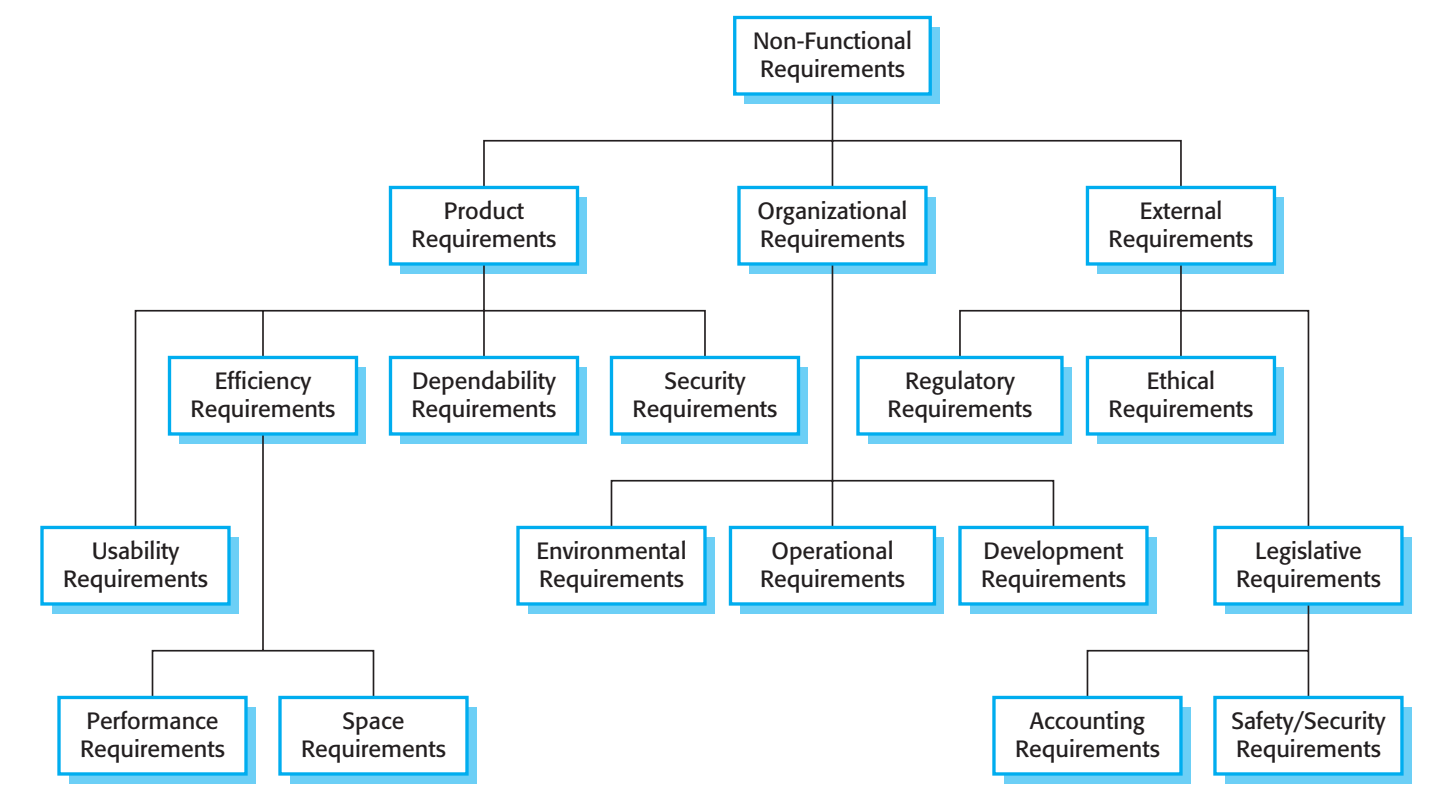 Non-Functional
Requirements
Product
Requirements
Organizational
Requirements
External
Requirements
Efficiency
Requirements
Dependability
Requirements
Security
Requirements
Regulatory
Requirements
Ethical
Requirements
Usability
Requirements
Environmental
Requirements
Operational
Requirements
Development
Requirements
Legislative
Requirements
Performance
Requirements
Space
Requirements
Accounting
Requirements
Safety/Security
Requirements